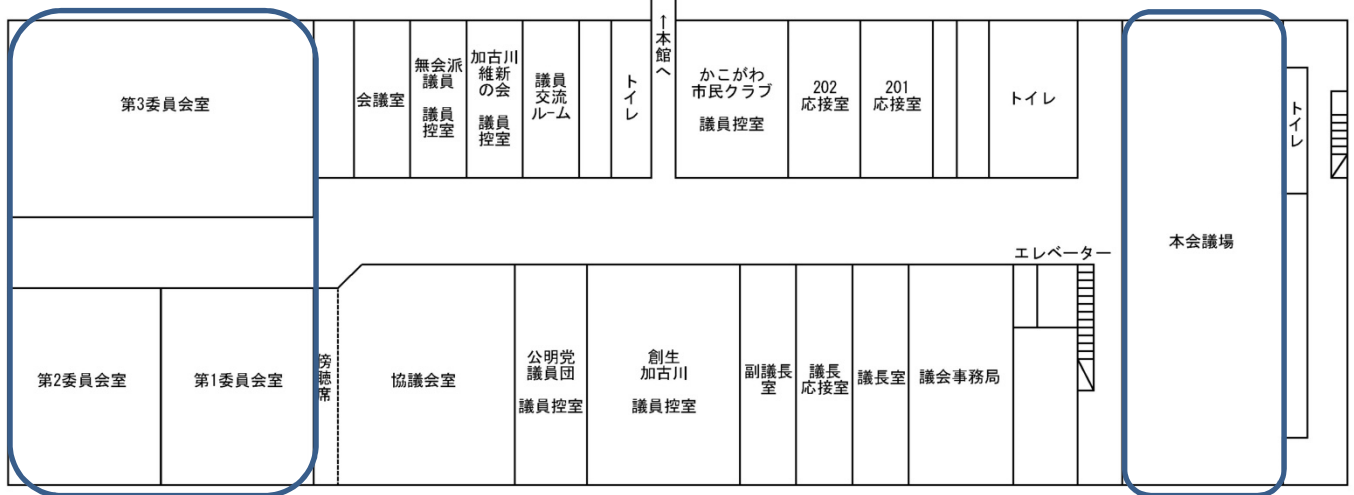 第3委員会室
会議室
無会派
議員
議員
控室
加古川
維新
の会
議員
控室
議員
交流
ルーム
トイレ
↑本館へ
かこがわ
市民クラブ
議員控室
202
応接室
201
応接室
トイレ
トイレ
本会議場
エレベーター
第2委員会室
第1委員会室
傍聴席
協議会室
公明党
議員団
議員控室
創生
加古川
議員控室
副議長
室
議長
応接室
議長室
議会事務局